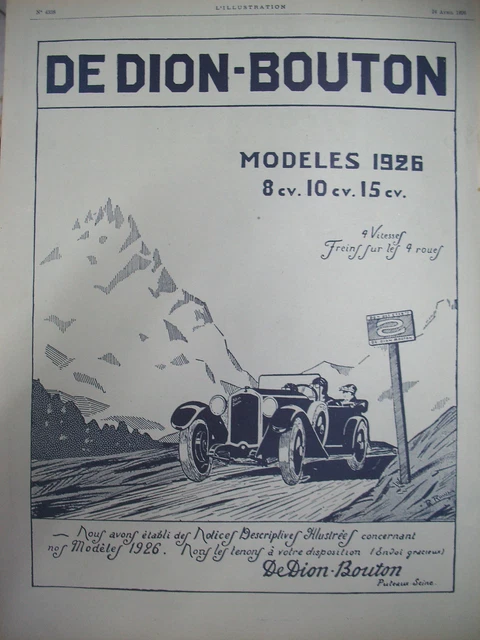 L'ILLUSTRATION
DE DION-BOUTON
MODELES 1926
8 cv. 10 cv. 15 cv.
4 Vitesses
Freins sur les 4 roues
Nous avons établi des Notices Descriptives Illustrées concernant
nos Modèles 1926. Nous les tenons à votre disposition (Envoi gracieux)
De Dion-Bouton
Puteaux Seine.